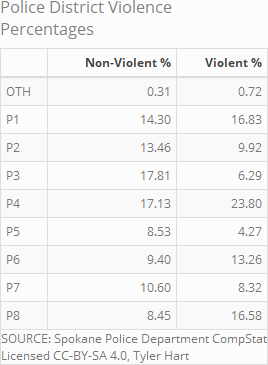 Police District Violence
Percentages
Non-Violent % Violent %
OTH 0.31 0.72
P1 14.30 16.83
P2 13.46 9.92
P3 17.81 6.29
P4 17.13 23.80
P5 8.53 4.27
P6 9.40 13.26
P7 10.60 8.32
P8 8.45 16.58
SOURCE: Spokane Police Department CompStat
Licensed CC-BY-SA 4.0, Tyler Hart